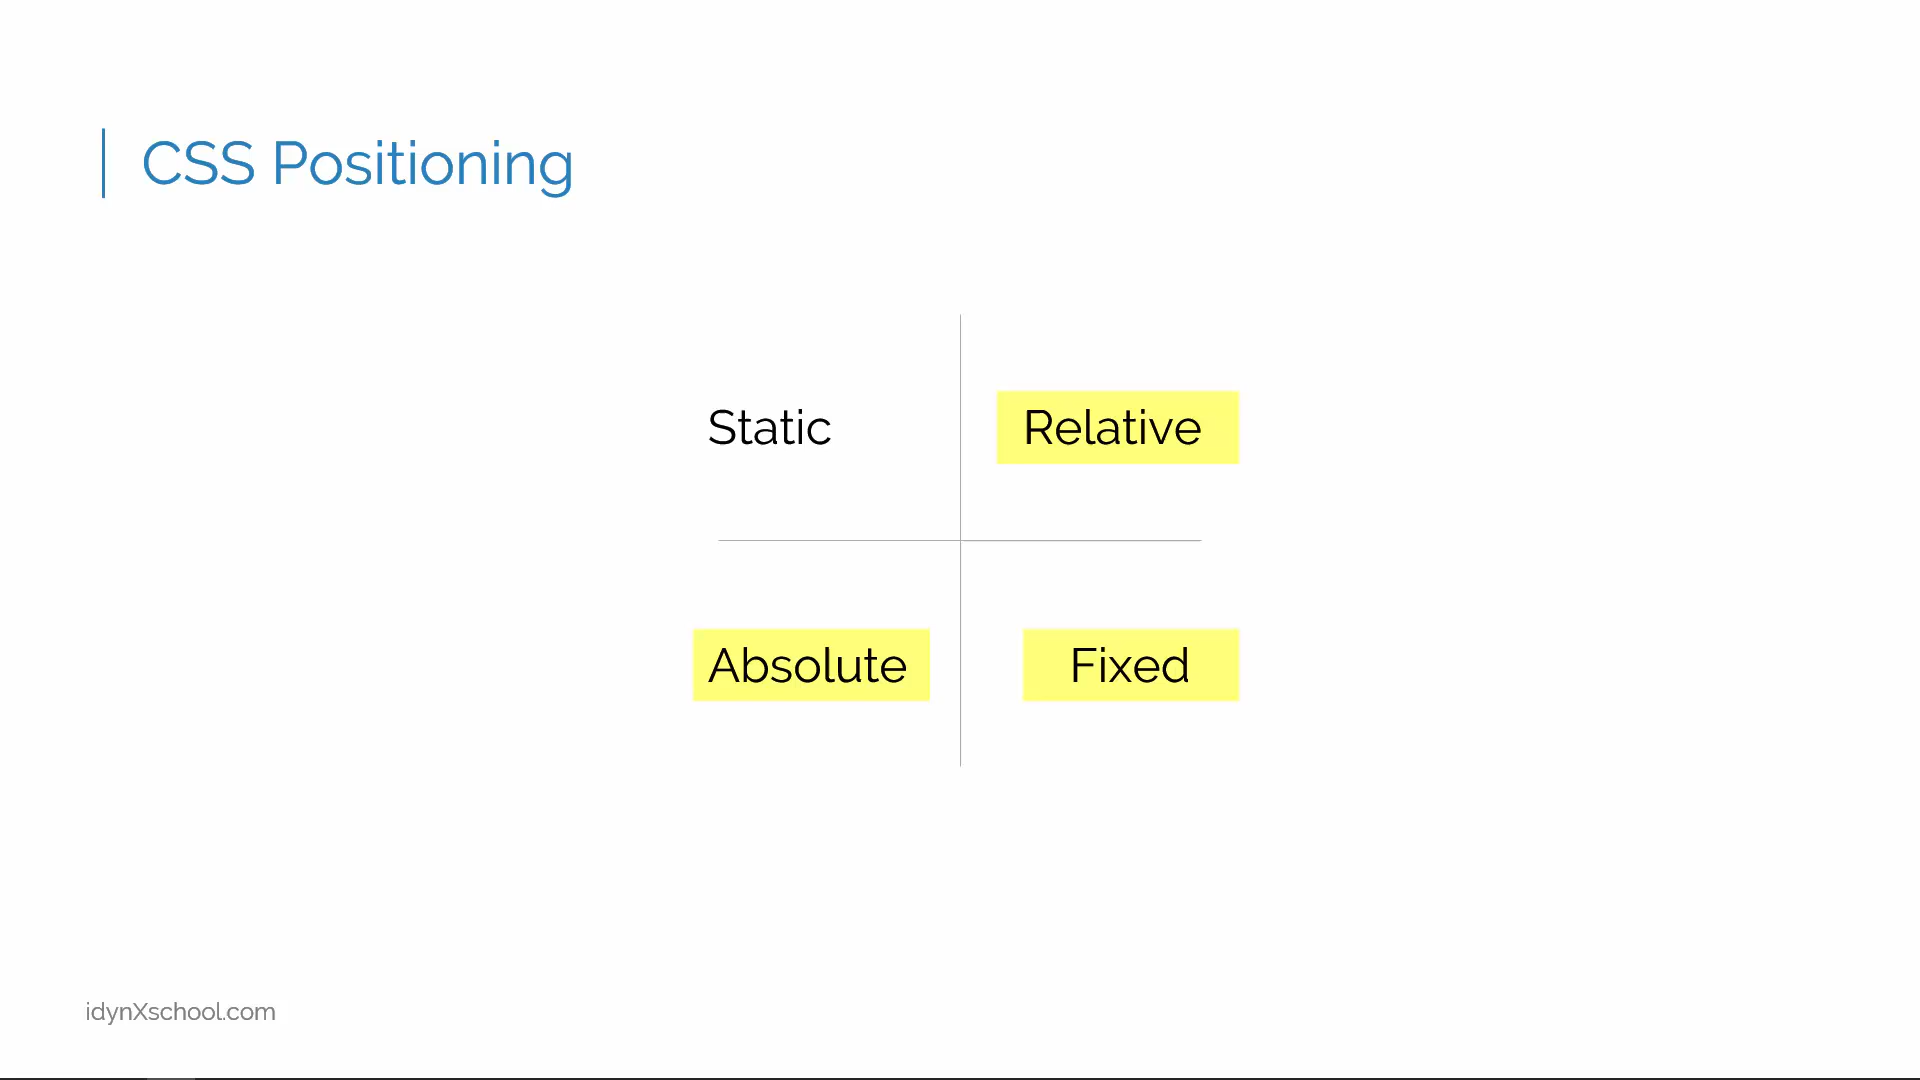 CSS Positioning
Static
Relative
Absolute
Fixed
idynXschool.com